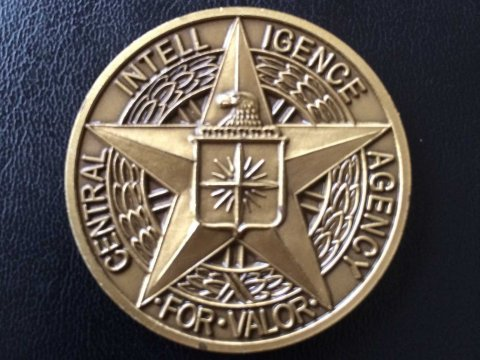 CENTRAL INTELLIGENCE AGENCY
·FOR·VALOR·